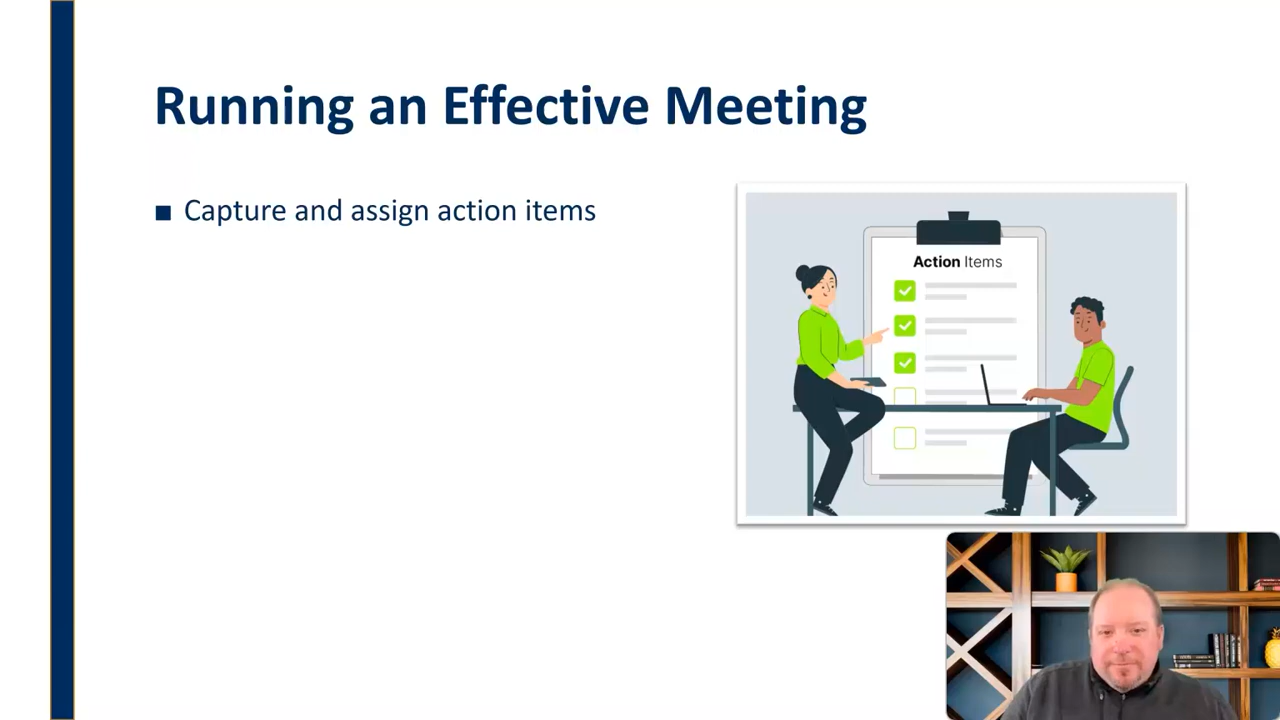 Running an Effective Meeting
■ Capture and assign action items
Action Items